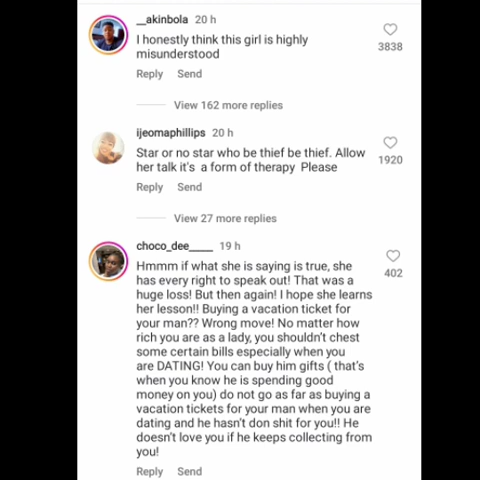 __akinbola 20 h
I honestly think this girl is highly
misunderstood
3838
Reply Send
View 162 more replies
ijeomaphillips 20 h
Star or no star who be thief be thief. Allow
her talk it's a form of therapy Please
1920
Reply Send
View 27 more replies
choco_dee____ 19 h
Hmmm if what she is saying is true, she
has every right to speak out! That was a
huge loss! But then again! I hope she learns
her lesson!! Buying a vacation ticket for
your man?? Wrong move! No matter how
rich you are as a lady, you shouldn't chest
some certain bills especially when you
are DATING! You can buy him gifts ( that's
when you know he is spending good
money on you) do not go as far as buying a
vacation tickets for your man when you are
dating and he hasn't don shit for you!! He
doesn't love you if he keeps collecting from
you!
402
Reply Send